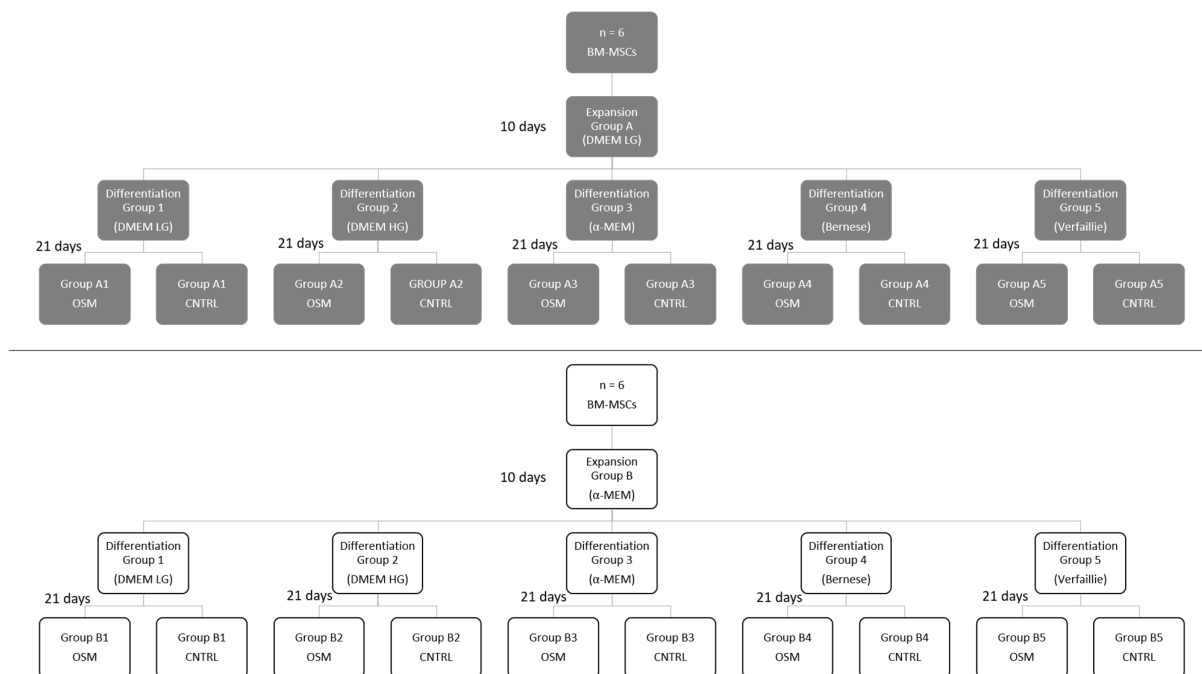 n = 6
BM-MSCs
10 days
Expansion
Group A
(DMEM LG)
Differentiation
Group 1
(DMEM LG)
Differentiation
Group 2
(DMEM HG)
Differentiation
Group 3
(α-MEM)
Differentiation
Group 4
(Bernese)
Differentiation
Group 5
(Verfaillie)
21 days
21 days
21 days
21 days
21 days
Group A1
OSM
Group A1
CNTRL
Group A2
OSM
GROUP A2
CNTRL
Group A3
OSM
Group A3
CNTRL
Group A4
OSM
Group A4
CNTRL
Group A5
OSM
Group A5
CNTRL
n = 6
BM-MSCs
10 days
Expansion
Group B
(α-MEM)
Differentiation
Group 1
(DMEM LG)
Differentiation
Group 2
(DMEM HG)
Differentiation
Group 3
(α-MEM)
Differentiation
Group 4
(Bernese)
Differentiation
Group 5
(Verfaillie)
21 days
21 days
21 days
21 days
21 days
Group B1
OSM
Group B1
CNTRL
Group B2
OSM
Group B2
CNTRL
Group B3
OSM
Group B3
CNTRL
Group B4
OSM
Group B4
CNTRL
Group B5
OSM
Group B5
CNTRL